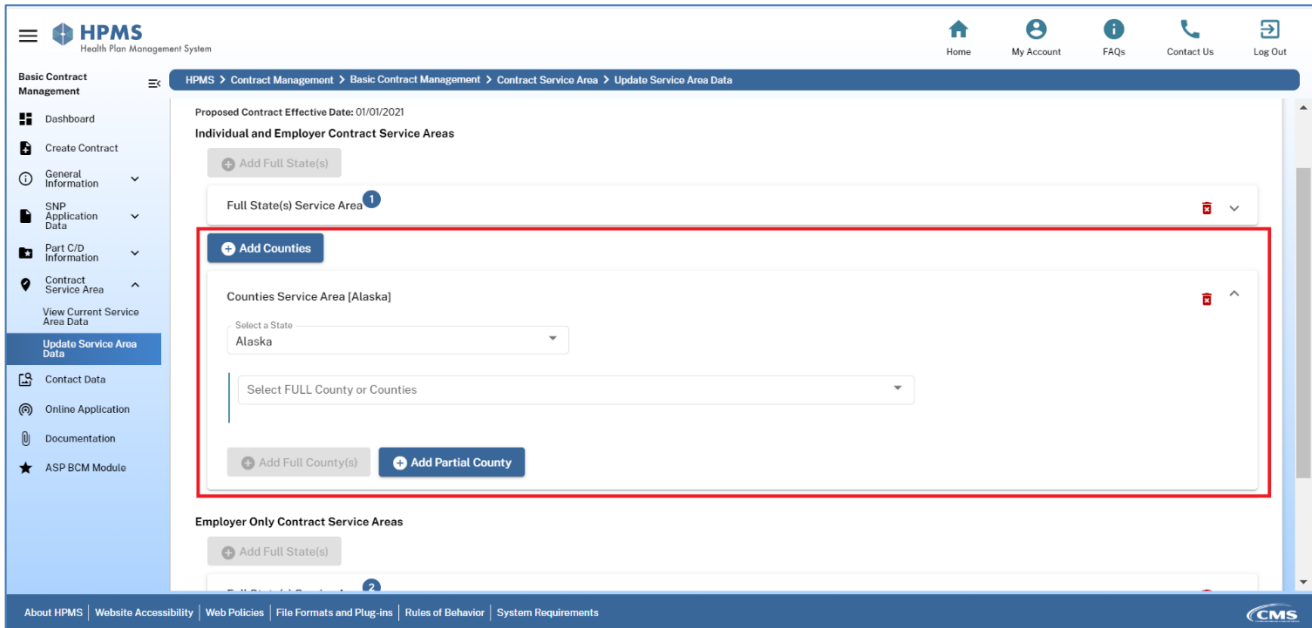 HPMS
Health Plan Management System
Home
My Account
FAQs
Contact Us
Log Out
Basic Contract
Management
HPMS > Contract Management > Basic Contract Management > Contract Service Area > Update Service Area Data
Dashboard
Create Contract
General
Information
SNP
Application
Data
Part C/D
Information
Contract
Service Area
View Current Service
Area Data
Update Service Area
Data
Contact Data
Online Application
Documentation
ASP BCM Module
Proposed Contract Effective Date: 01/01/2021
Individual and Employer Contract Service Areas
Add Full State(s)
Full State(s) Service Area 1
Add Counties
Counties Service Area [Alaska]
Select a State
Alaska
Select FULL County or Counties
Add Full County(s) Add Partial County
Employer Only Contract Service Areas
Add Full State(s)
2
About HPMS | Website Accessibility | Web Policies | File Formats and Plug-ins | Rules of Behavior | System Requirements
CMS